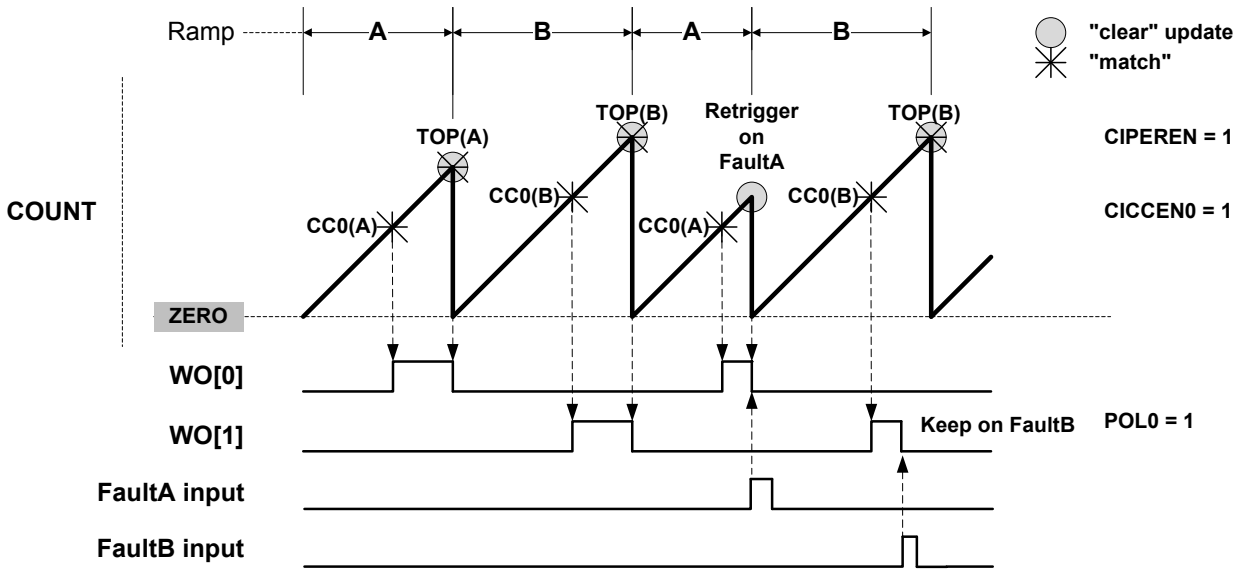 Ramp
A
B
A
B
"clear" update
"match"
TOP(A)
TOP(B)
Retrigger
on
FaultA
TOP(B)
CIPEREN = 1
CC0(A)
CC0(B)
CC0(A)
CC0(B)
CICCEN0 = 1
COUNT
ZERO
WO[0]
WO[1]
Keep on FaultB
POL0 = 1
FaultA input
FaultB input